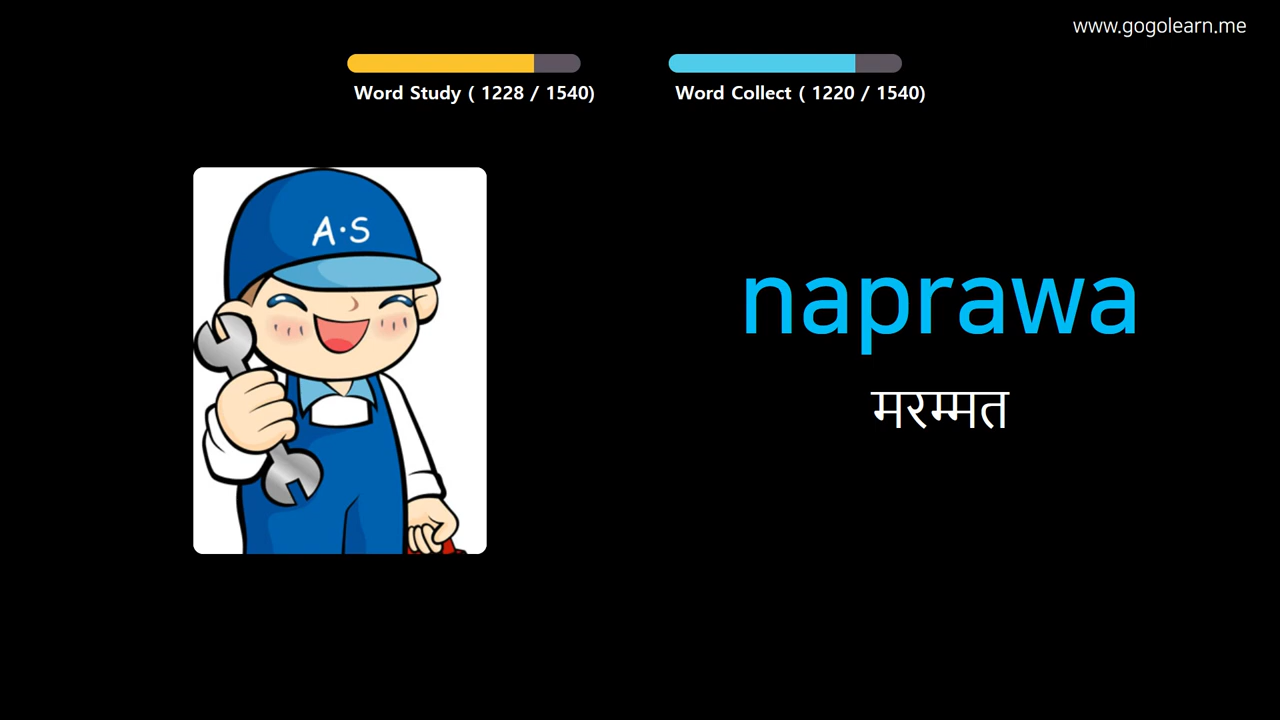 www.gogolearn.me
Word Study ( 1228 / 1540)
Word Collect ( 1220 / 1540)
A·S
naprawa
मरम्मत